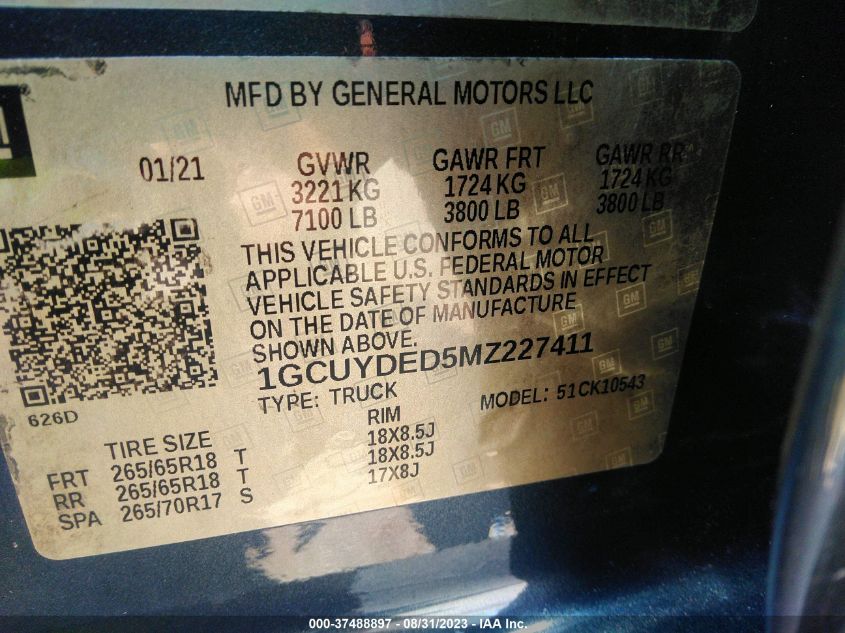 MFD BY GENERAL MOTORS LLC
01/21 GVWR GAWR FRT GAWR RR
3221 KG 1724 KG 1724 KG
7100 LB 3800 LB 3800 LB
THIS VEHICLE CONFORMS TO ALL
APPLICABLE U.S. FEDERAL MOTOR
VEHICLE SAFETY STANDARDS IN EFFECT
ON THE DATE OF MANUFACTURE
SHOWN ABOVE.
1GCUYDED5MZ227411
TYPE: TRUCK MODEL: 51CK10543
626D
TIRE SIZE RIM
FRT 265/65R18 T 18X8.5J
RR 265/65R18 T 18X8.5J
SPA 265/70R17 S 17X8J
000-37488897 - 08/31/2023 - IAA Inc.